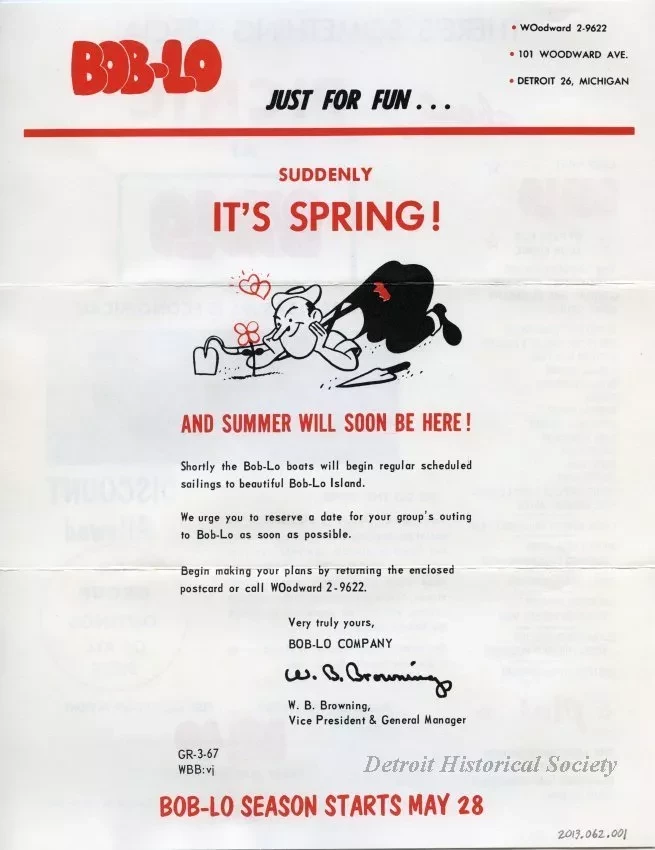 BOB-LO
JUST FOR FUN...
• WOodward 2-9622
• 101 WOODWARD AVE.
• DETROIT 26, MICHIGAN
SUDDENLY
IT'S SPRING!
AND SUMMER WILL SOON BE HERE!
Shortly the Bob-Lo boats will begin regular scheduled
sailings to beautiful Bob-Lo Island.
We urge you to reserve a date for your group's outing
to Bob-Lo as soon as possible.
Begin making your plans by returning the enclosed
postcard or call WOodward 2-9622.
Very truly yours,
BOB-LO COMPANY
W. B. Browning
W. B. Browning,
Vice President & General Manager
GR-3-67
WBB:vj
Detroit Historical Society
BOB-LO SEASON STARTS MAY 28
2013.062.001